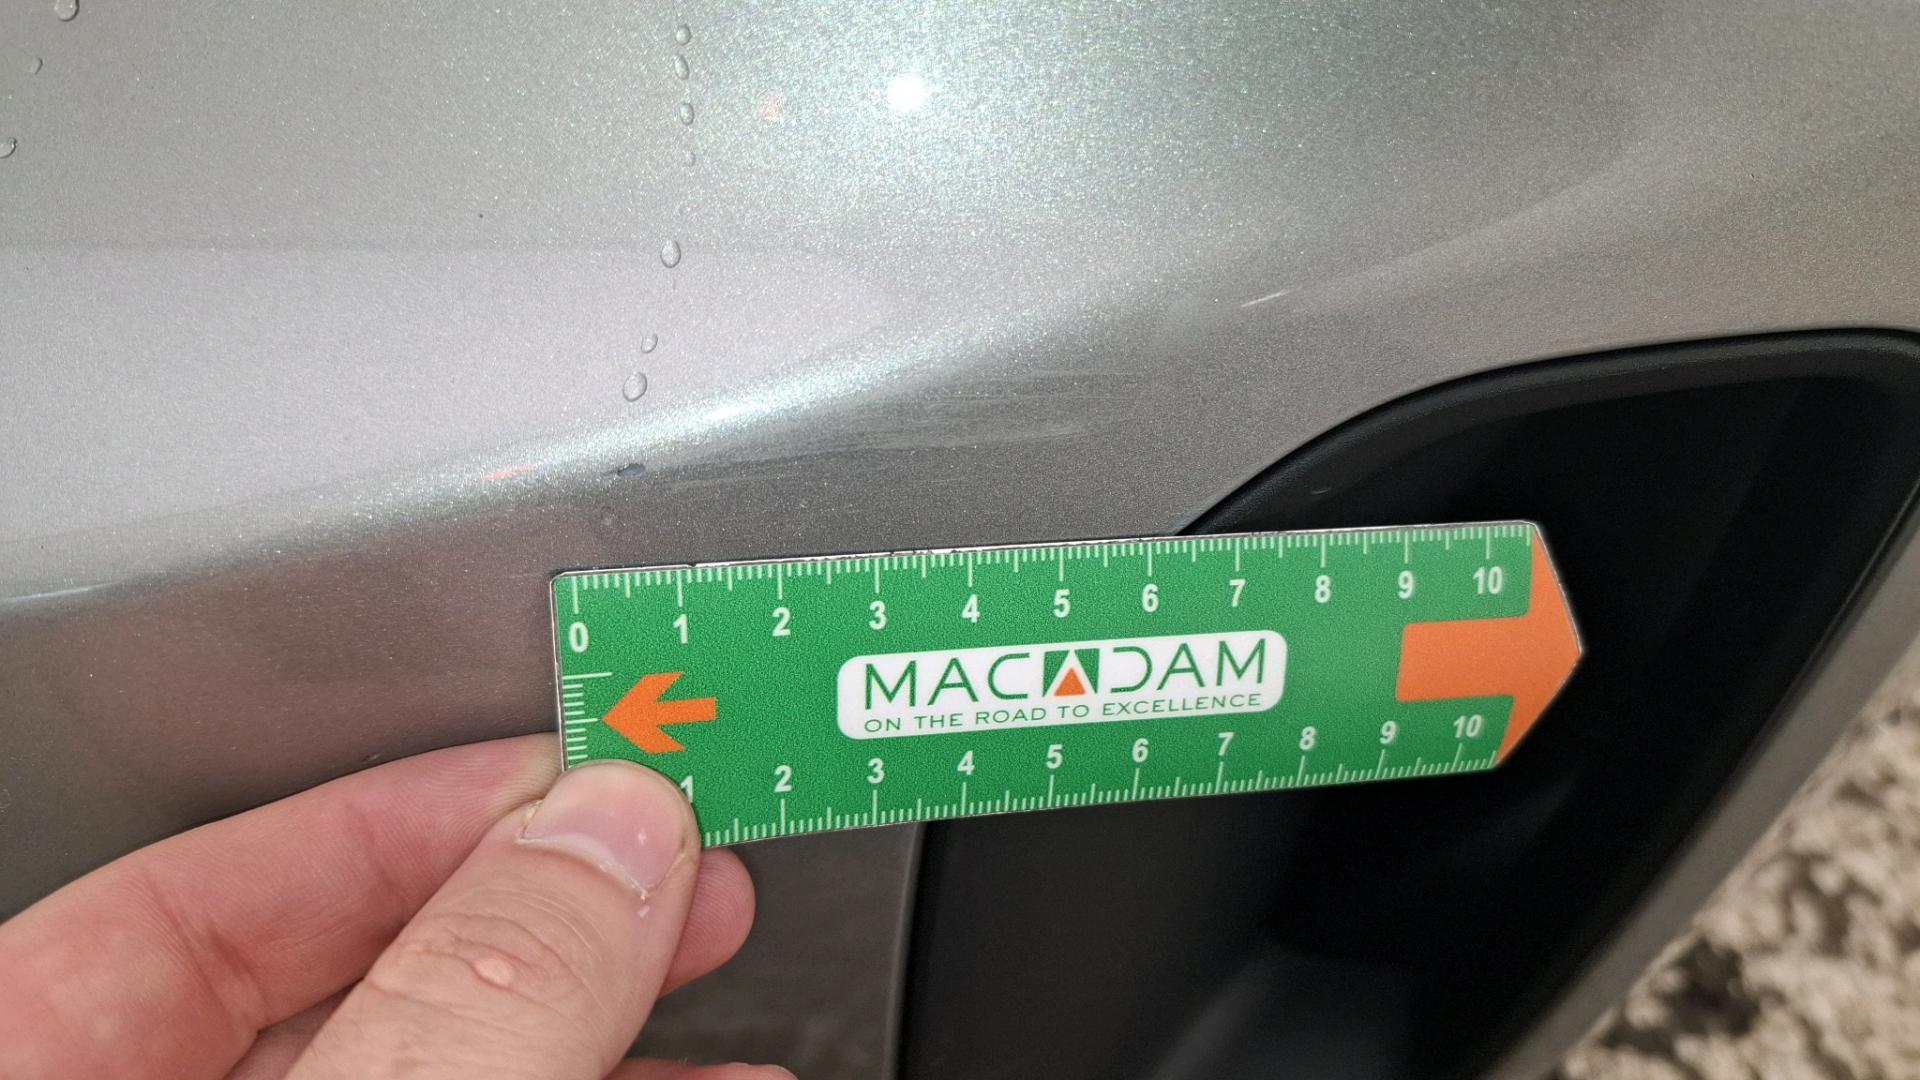 0 1 2 3 4 5 6 7 8 9 10
MACADAM
ON THE ROAD TO EXCELLENCE
1 2 3 4 5 6 7 8 9 10